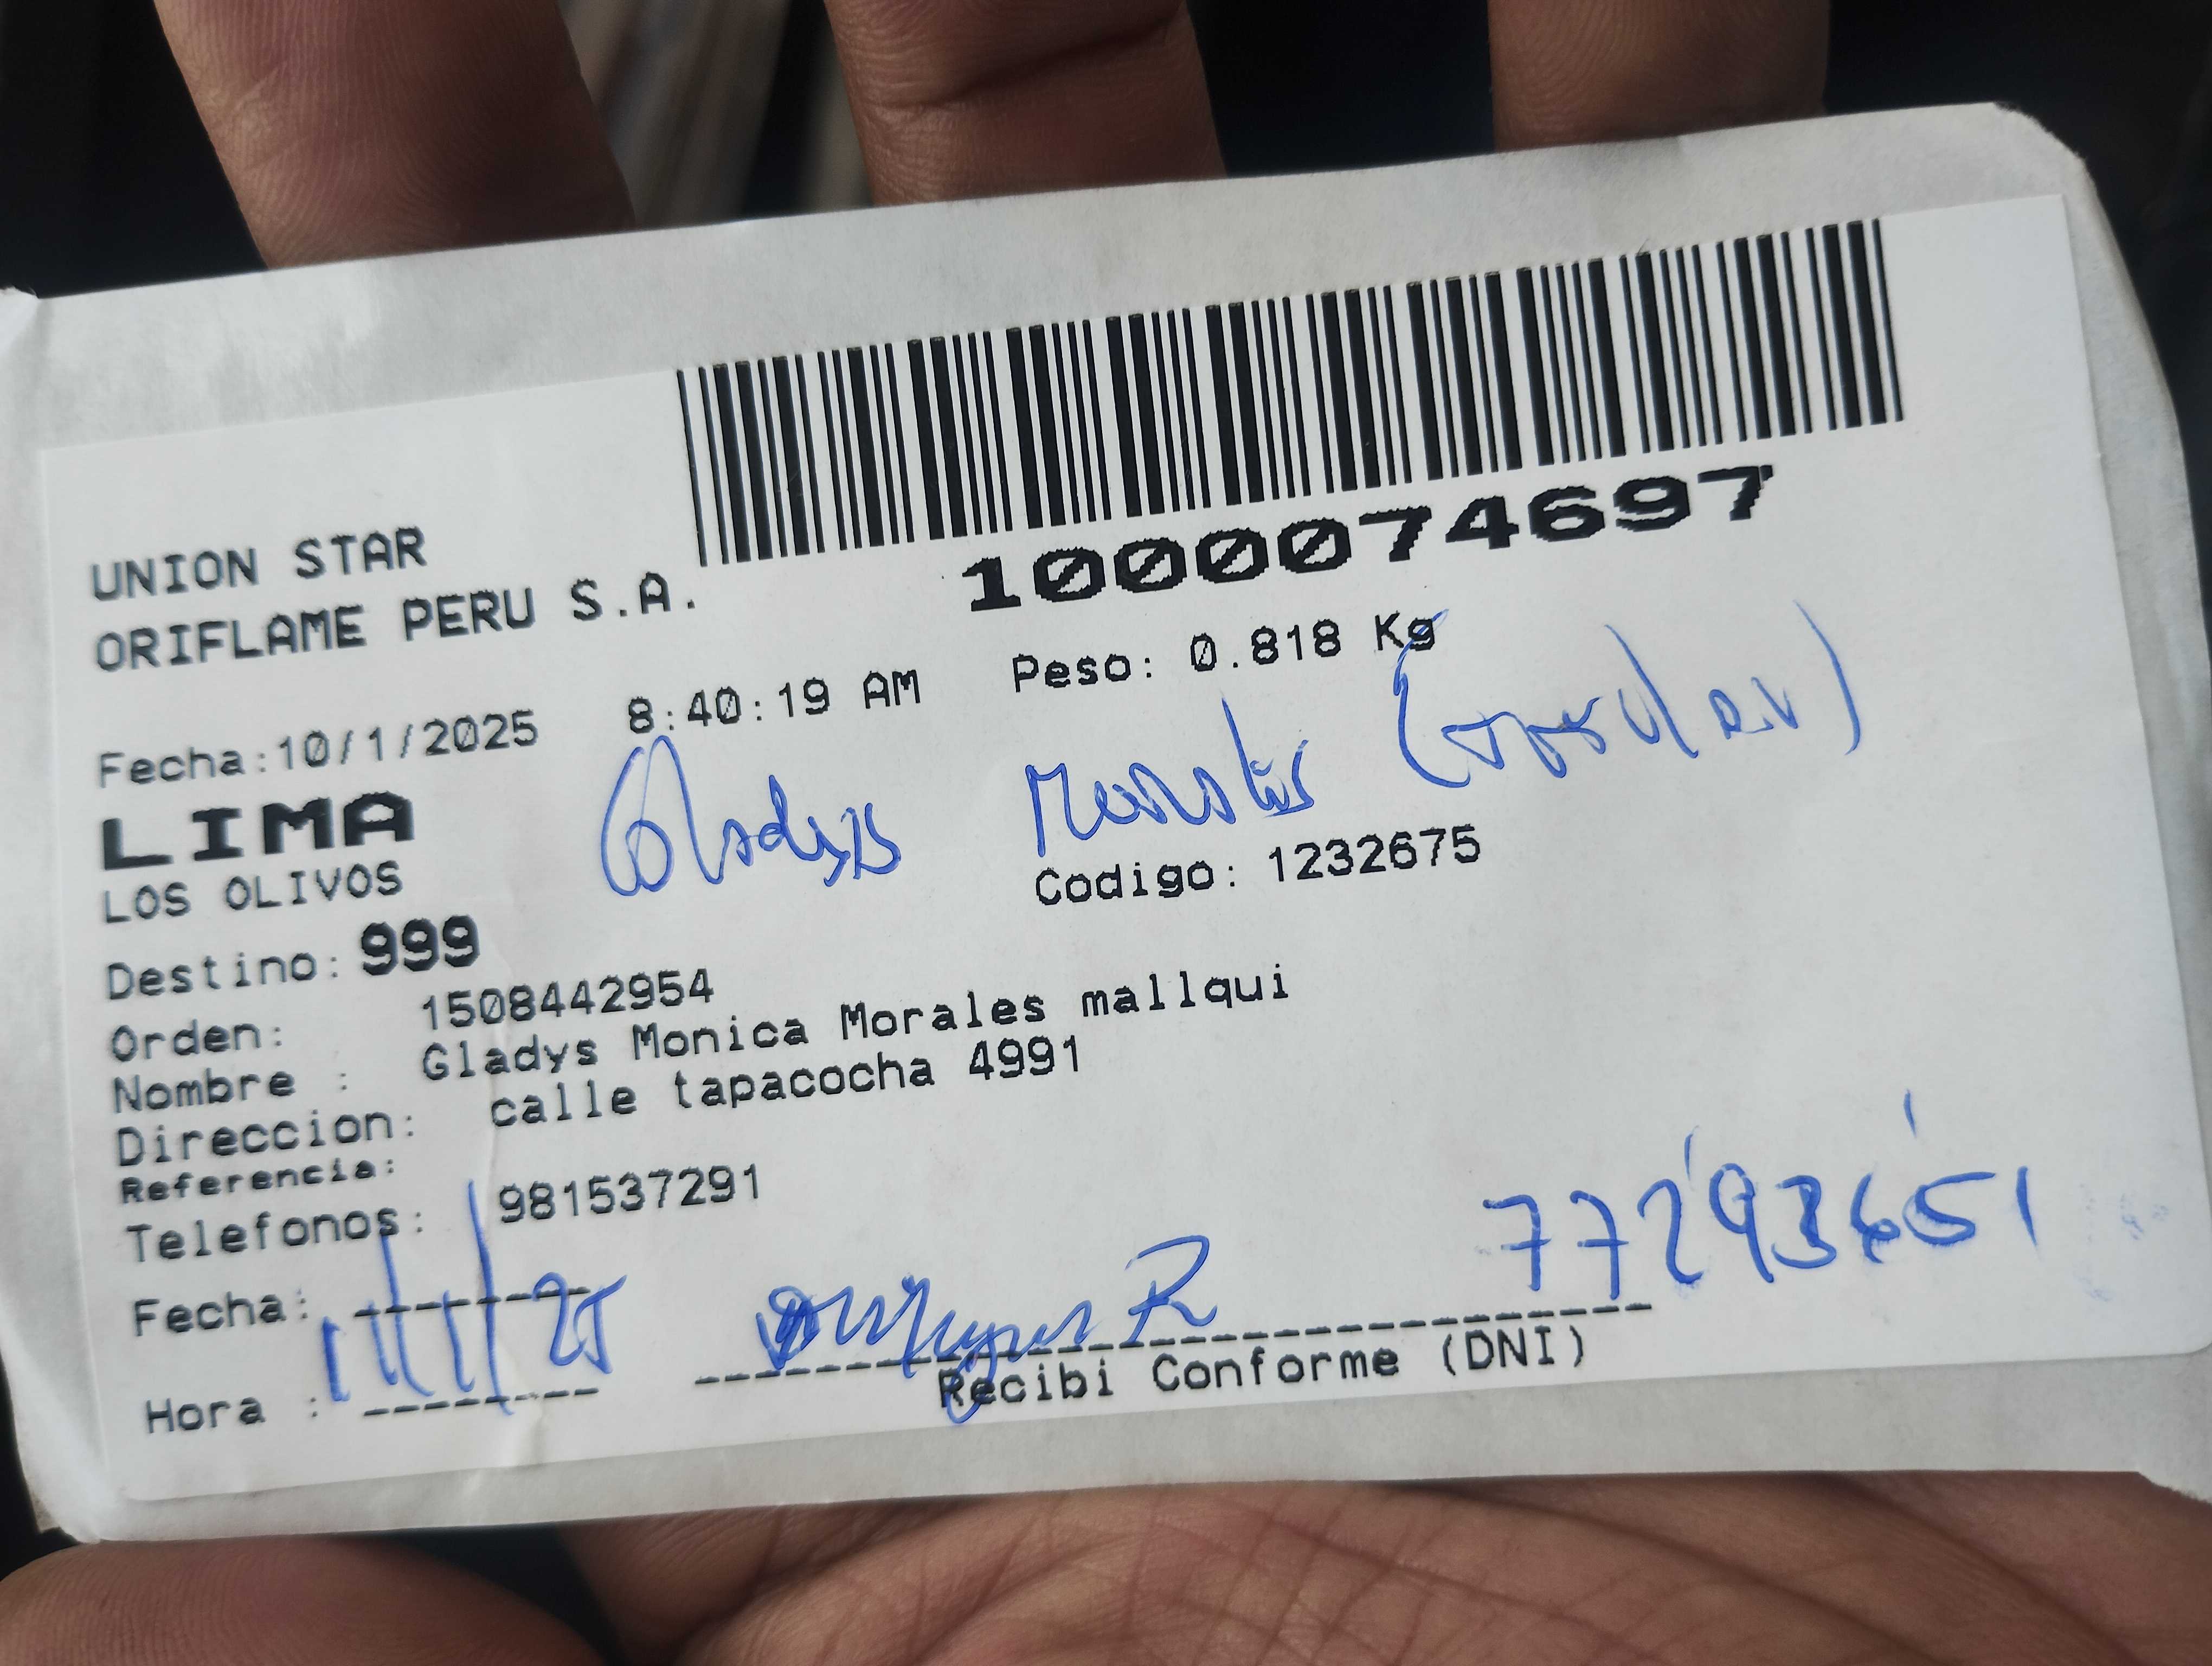 1000074697
UNION STAR
ORIFLAME PERU S.A.
Fecha:10/1/2025 8:40:19 AM Peso: 0.818 Kg
LIMA
Gladys Morales (titular)
LOS OLIVOS
Codigo: 1232675
Destino: 999
Orden: 1508442954
Nombre : Gladys Monica Morales mallqui
Direccion: calle tapacocha 4991
Referencia:
Telefonos: 981537291
Fecha: 11/1/25
77293651
Hora :
Recibi Conforme (DNI)